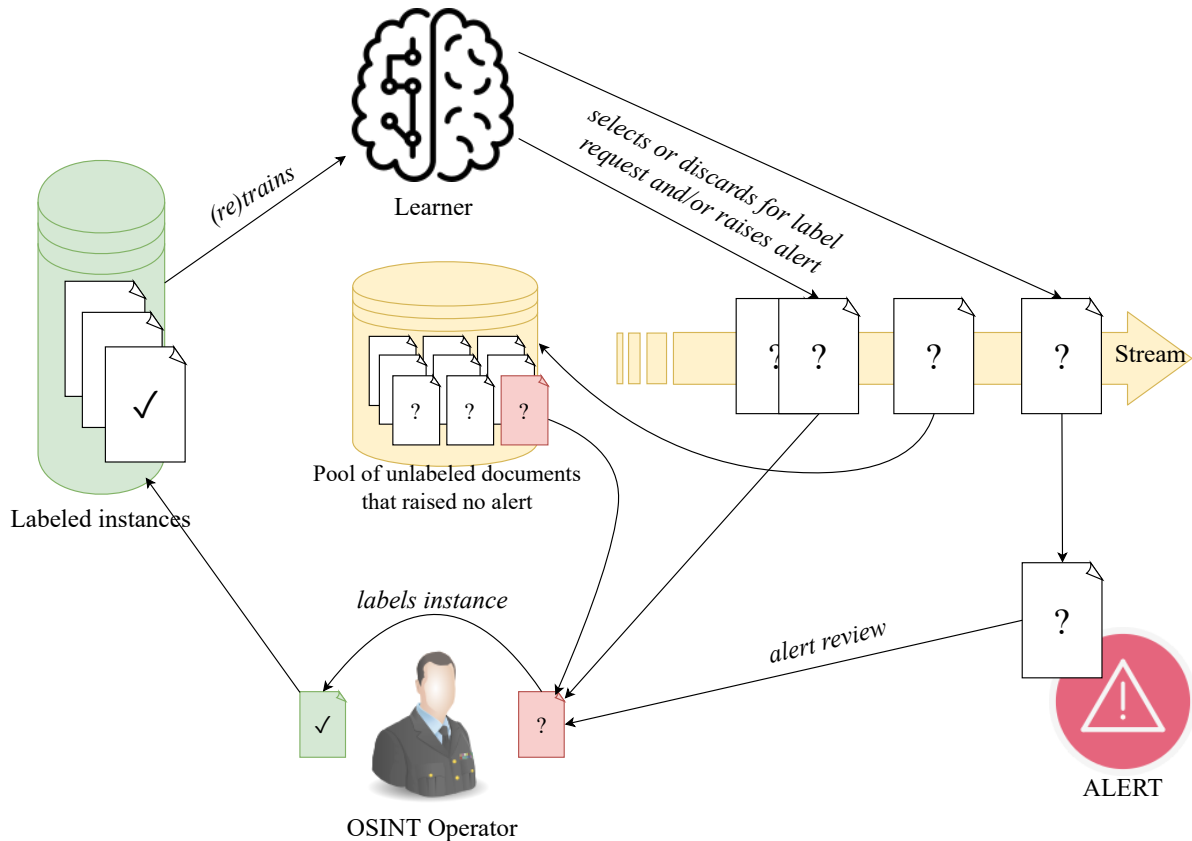 Learner
(re)trains
selects or discards for label
request and/or raises alert
?
?
?
?
Stream
✓
?
?
?
Labeled instances
Pool of unlabeled documents
that raised no alert
labels instance
alert review
?
✓
?
OSINT Operator
ALERT